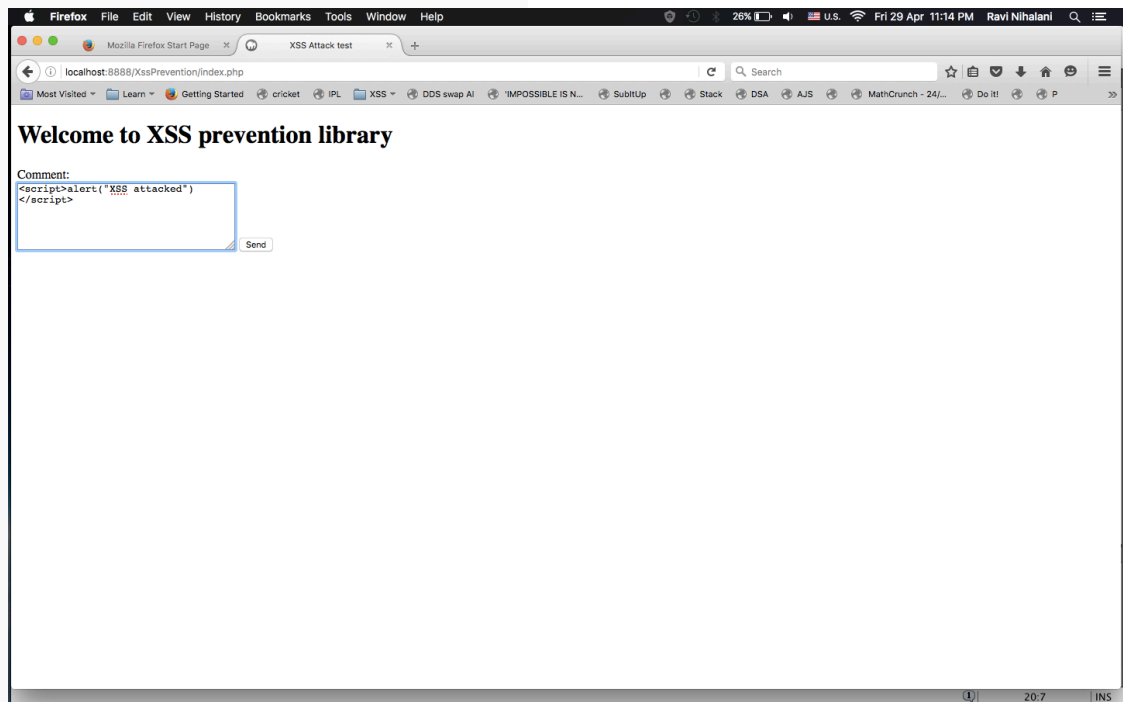 Firefox File Edit View History Bookmarks Tools Window Help 26% U.S. Fri 29 Apr 11:14 PM Ravi Nihalani
Mozilla Firefox Start Page XSS Attack test
localhost:8888/XssPrevention/index.php Search
Most Visited Learn Getting Started cricket IPL XSS DDS swap AI 'IMPOSSIBLE IS N... SubItUp Stack DSA AJS MathCrunch - 24/... Do it! P
Welcome to XSS prevention library
Comment:
<script>alert("XSS attacked")
</script>
Send
20:7 INS